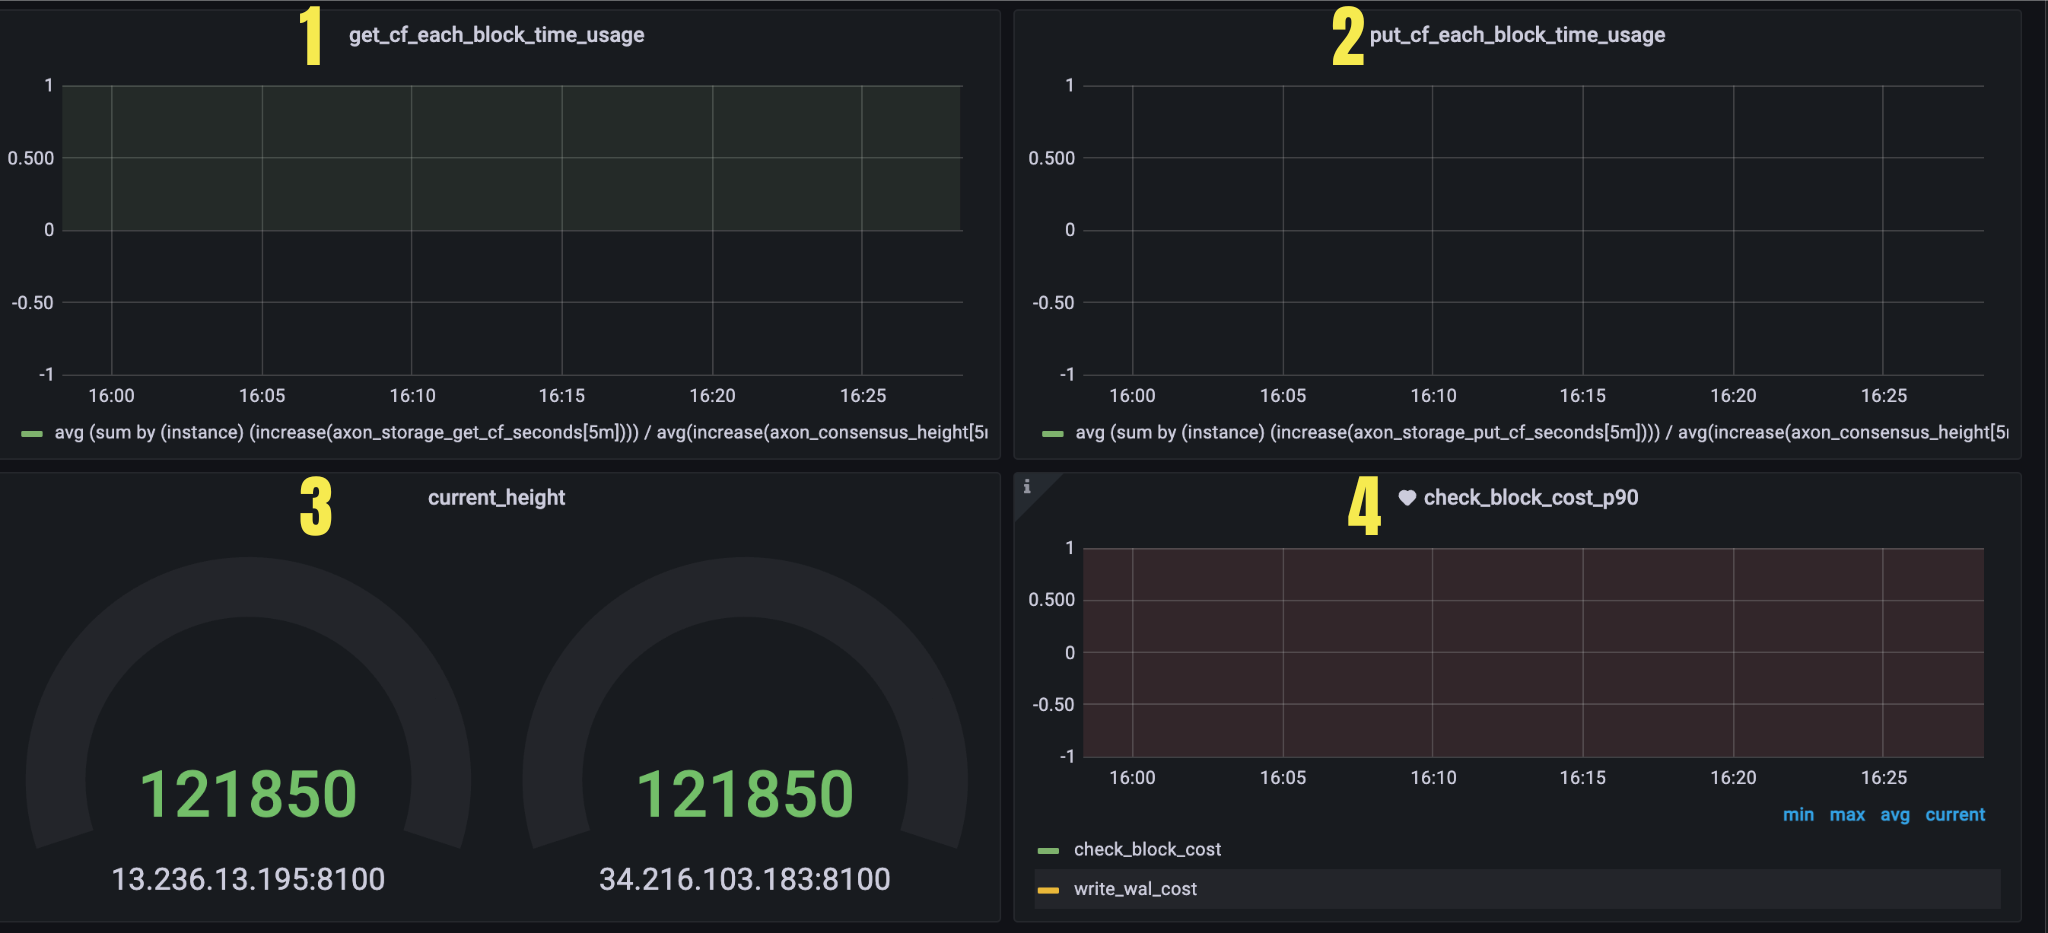 1 get_cf_each_block_time_usage
1
0.500
0
-0.50
-1
16:00 16:05 16:10 16:15 16:20 16:25
avg (sum by (instance) (increase(axon_storage_get_cf_seconds[5m]))) / avg(increase(axon_consensus_height[5
2 put_cf_each_block_time_usage
1
0.500
0
-0.50
-1
16:00 16:05 16:10 16:15 16:20 16:25
avg (sum by (instance) (increase(axon_storage_put_cf_seconds[5m]))) / avg(increase(axon_consensus_height[5
3 current_height
121850
13.236.13.195:8100
121850
34.216.103.183:8100
i
4 check_block_cost_p90
1
0.500
0
-0.50
-1
16:00 16:05 16:10 16:15 16:20 16:25
min max avg current
check_block_cost
write_wal_cost